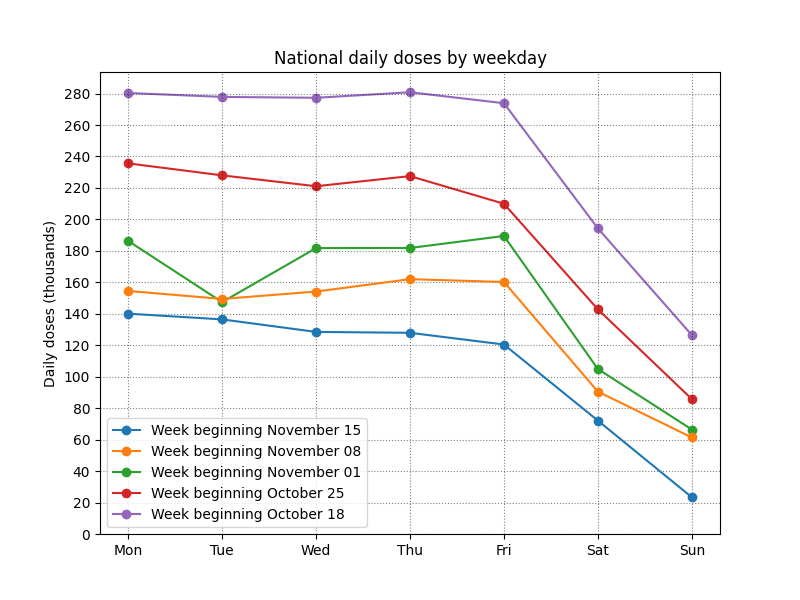 National daily doses by weekday
Daily doses (thousands)
280
260
240
220
200
180
160
140
120
100
80
60
40
20
0
Mon Tue Wed Thu Fri Sat Sun
Week beginning November 15
Week beginning November 08
Week beginning November 01
Week beginning October 25
Week beginning October 18